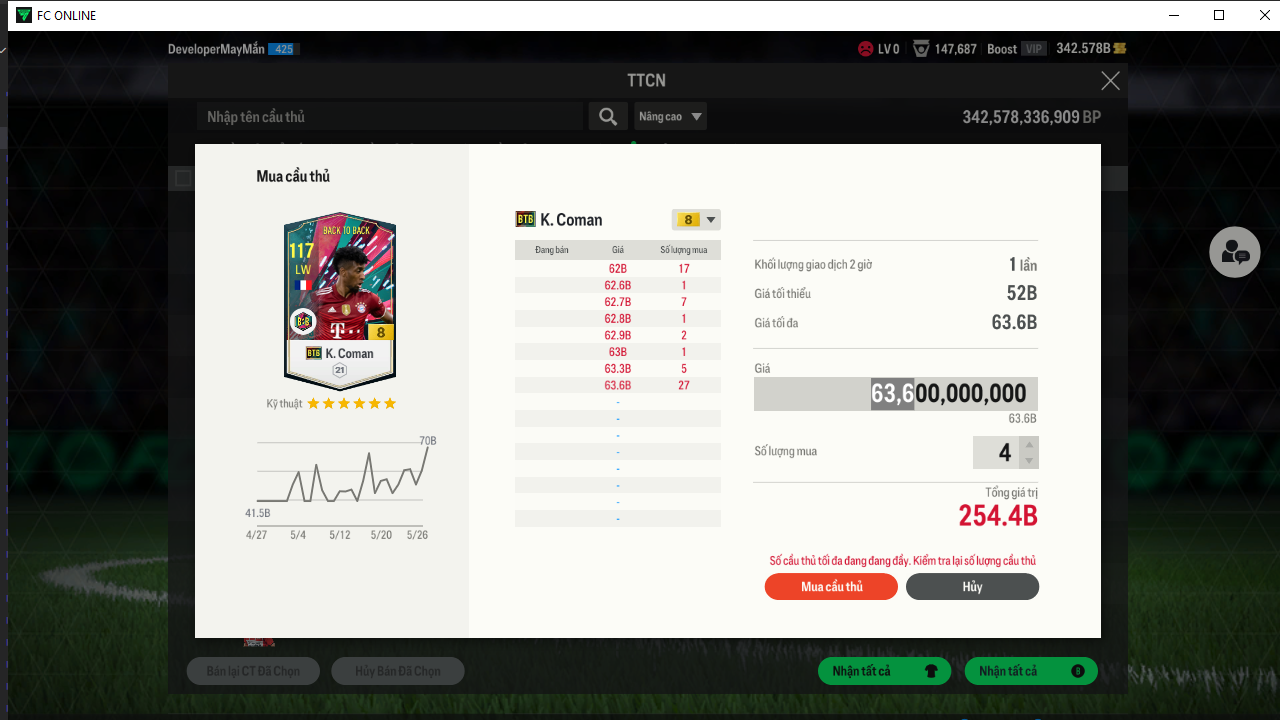 FC ONLINE
DeveloperMayMắn 425 LV 0 147,687 Boost VIP 342.578B
TTCN
Nhập tên cầu thủ Nâng cao 342,578,336,909 BP
Mua cầu thủ
BACK TO BACK
117
LW
T
8
BTB K. Coman
21
Kỹ thuật
70B
41.5B
4/27 5/4 5/12 5/20 5/26
BTB K. Coman 8
Đang bán Giá Số lượng mua
62B 17
62.6B 1
62.7B 7
62.8B 1
62.9B 2
63B 1
63.3B 5
63.6B 27
-
-
-
-
-
-
-
-
Khối lượng giao dịch 2 giờ 1 lần
Giá tối thiểu 52B
Giá tối đa 63.6B
Giá
63,600,000,000
63.6B
Số lượng mua 4
Tổng giá trị
254.4B
Số cầu thủ tối đa đang đang đầy. Kiểm tra lại số lượng cầu thủ
Mua cầu thủ Hủy
Bán lại CT Đã Chọn Hủy Bán Đã Chọn Nhận tất cả Nhận tất cả